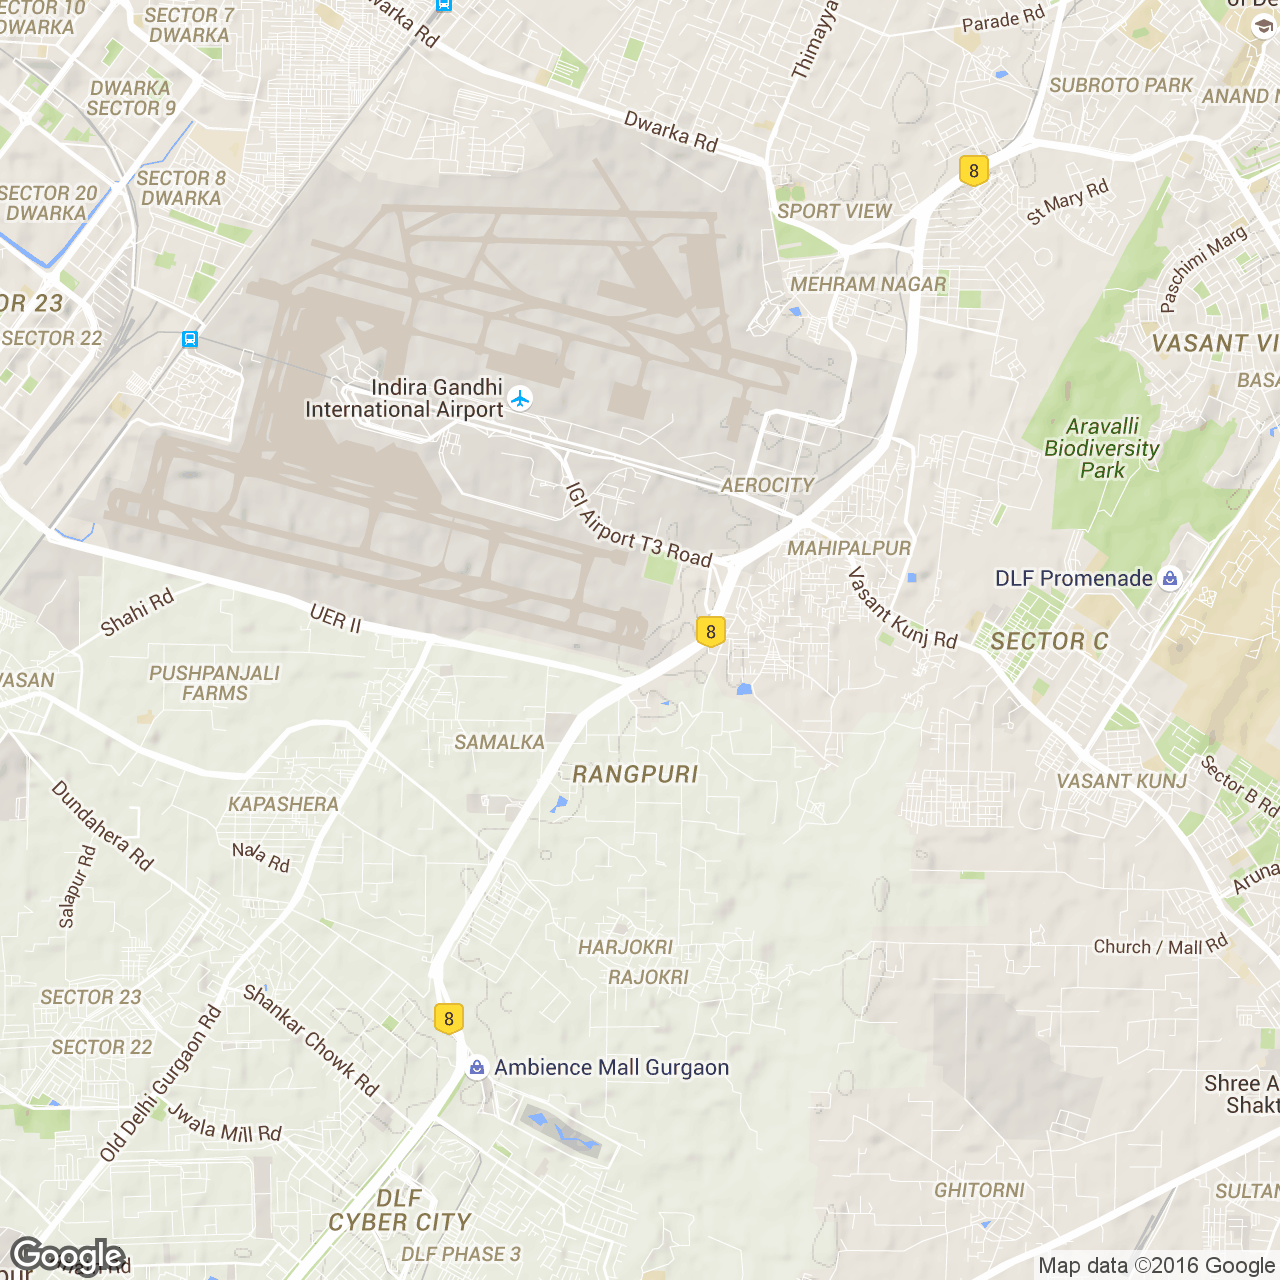 SECTOR 10
DWARKA
SECTOR 7
DWARKA
Dwarka Rd
Thimayya
Parade Rd
of De
SUBROTO PARK
ANAND N
DWARKA
SECTOR 9
Dwarka Rd
8
SECTOR 8
DWARKA
SECTOR 20
DWARKA
St Mary Rd
SPORT VIEW
Paschimi Marg
MEHRAM NAGAR
OR 23
SECTOR 22
VASANT VI
BASA
Indira Gandhi
International Airport
Aravalli
Biodiversity
Park
AEROCITY
IGI Airport T3 Road
MAHIPALPUR
DLF Promenade
Vasant Kunj Rd
Shahi Rd
UER II
8
SECTOR C
PUSHPANJALI
FARMS
VASAN
SAMALKA
RANGPURI
VASANT KUNJ
Sector B Rd
KAPASHERA
Dundahera Rd
Nala Rd
Salapur Rd
Aruna
HARJOKRI
RAJOKRI
Church / Mall Rd
SECTOR 23
Shankar Chowk Rd
8
SECTOR 22
Old Delhi Gurgaon Rd
Ambience Mall Gurgaon
Shree A
Shakt
Jwala Mill Rd
DLF
CYBER CITY
GHITORNI
SULTAN
DLF PHASE 3
Google
Rd
pur
Map data ©2016 Google